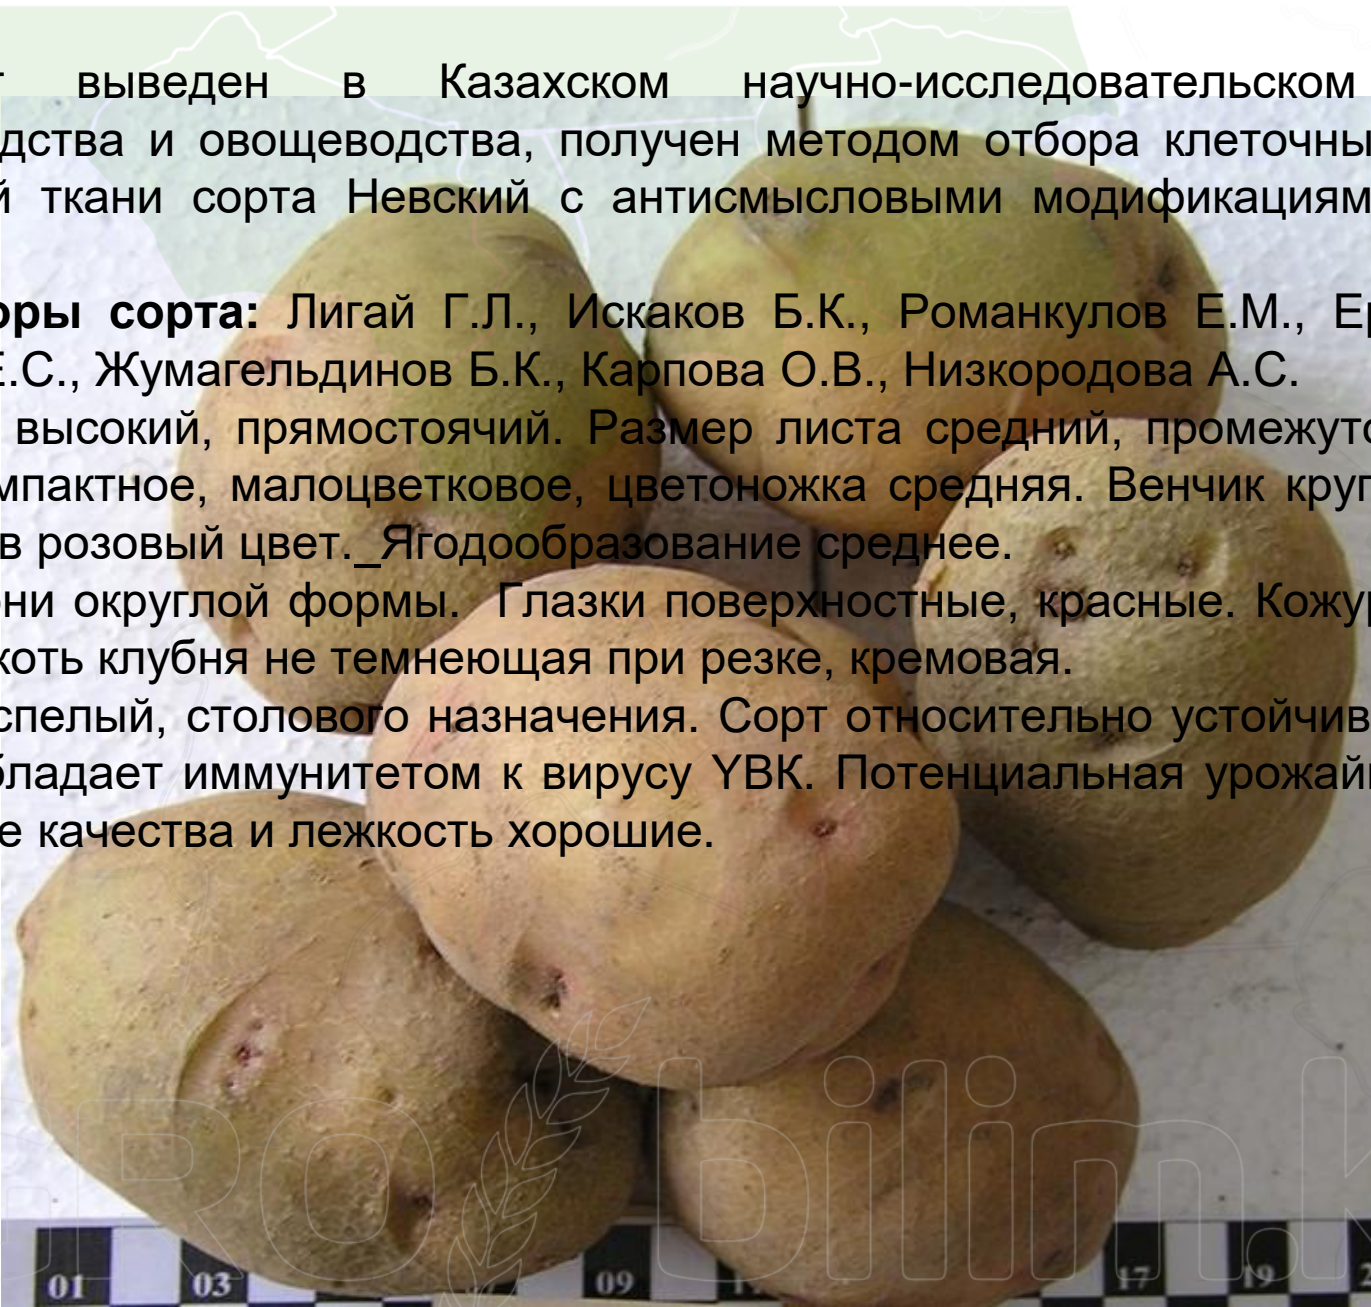 выведен в Казахском научно-исследовательском
дства и овощеводства, получен методом отбора клеточны
й ткани сорта Невский с антисмысловыми модификациям
оры сорта: Лигай Г.Л., Искаков Б.К., Романкулов Е.М., Ер
Е.С., Жумагельдинов Б.К., Карпова О.В., Низкородова А.С.
высокий, прямостоячий. Размер листа средний, промежуто
мпактное, малоцветковое, цветоножка средняя. Венчик круг
в розовый цвет._Ягодообразование среднее.
ни округлой формы. Глазки поверхностные, красные. Кожу
коть клубня не темнеющая при резке, кремовая.
спелый, столового назначения. Сорт относительно устойчив
бладает иммунитетом к вирусу YВК. Потенциальная урожай
е качества и лежкость хорошие.
RO bilim.
01 03 09 17 19